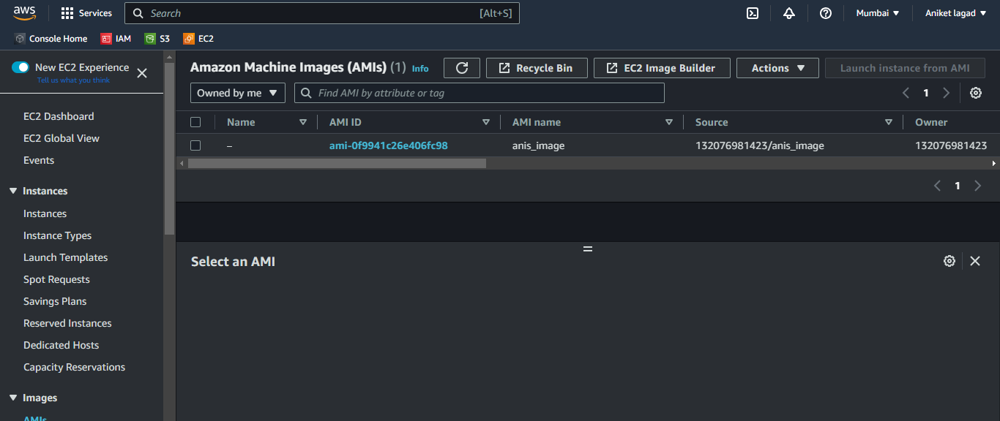 aws Services Search [Alt+S] Mumbai Aniket lagad
Console Home IAM S3 EC2
New EC2 Experience
Tell us what you think
EC2 Dashboard
EC2 Global View
Events
Instances
Instances
Instance Types
Launch Templates
Spot Requests
Savings Plans
Reserved Instances
Dedicated Hosts
Capacity Reservations
Images
AMIs
Amazon Machine Images (AMIs) (1) Info Recycle Bin EC2 Image Builder Actions Launch instance from AMI
Owned by me Find AMI by attribute or tag 1
Name AMI ID AMI name Source Owner
– ami-0f9941c26e406fc98 anis_image 132076981423/anis_image 132076981423
1
Select an AMI